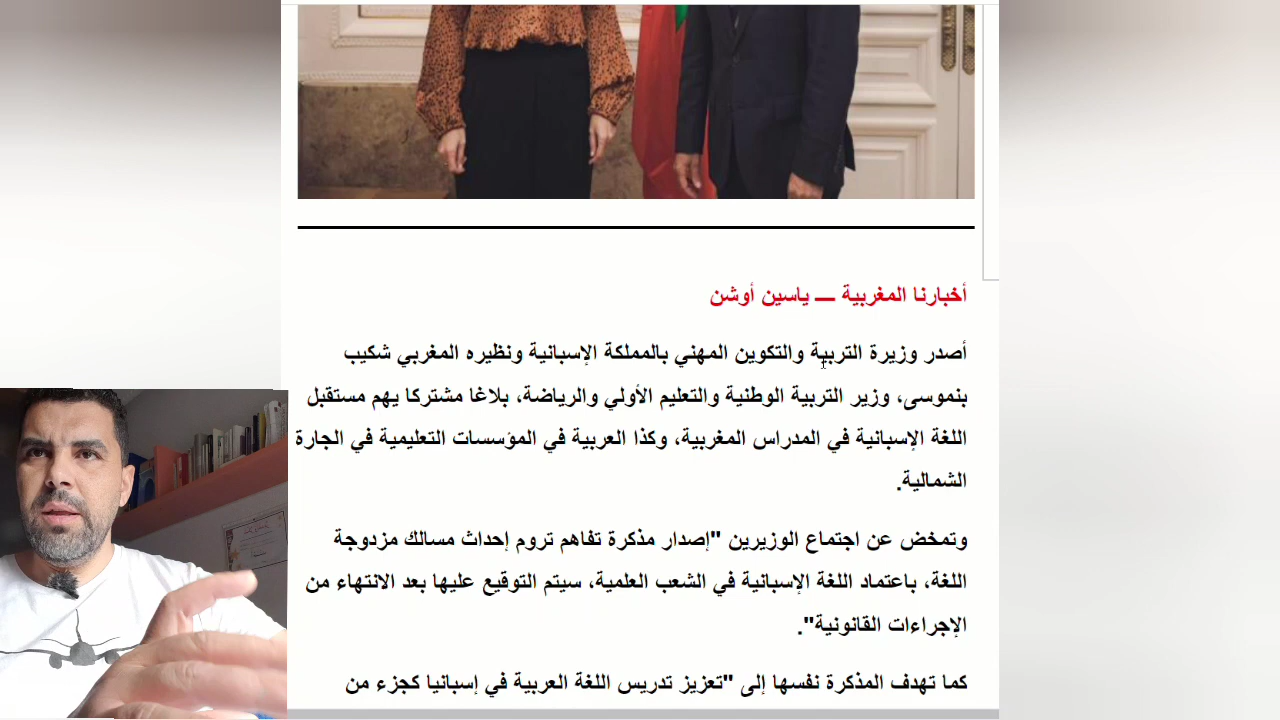 أخبارنا المغربية ــ ياسين أوشن
أصدر وزيرة التربية والتكوين المهني بالمملكة الإسبانية ونظيره المغربي شكيب
بنموسى، وزير التربية الوطنية والتعليم الأولي والرياضة، بلاغا مشتركا يهم مستقبل
اللغة الإسبانية في المدراس المغربية، وكذا العربية في المؤسسات التعليمية في الجارة
الشمالية.
وتمخض عن اجتماع الوزيرين "إصدار مذكرة تفاهم تروم إحداث مسالك مزدوجة
اللغة، باعتماد اللغة الإسبانية في الشعب العلمية، سيتم التوقيع عليها بعد الانتهاء من
الإجراءات القانونية".
كما تهدف المذكرة نفسها إلى "تعزيز تدريس اللغة العربية في إسبانيا كجزء من